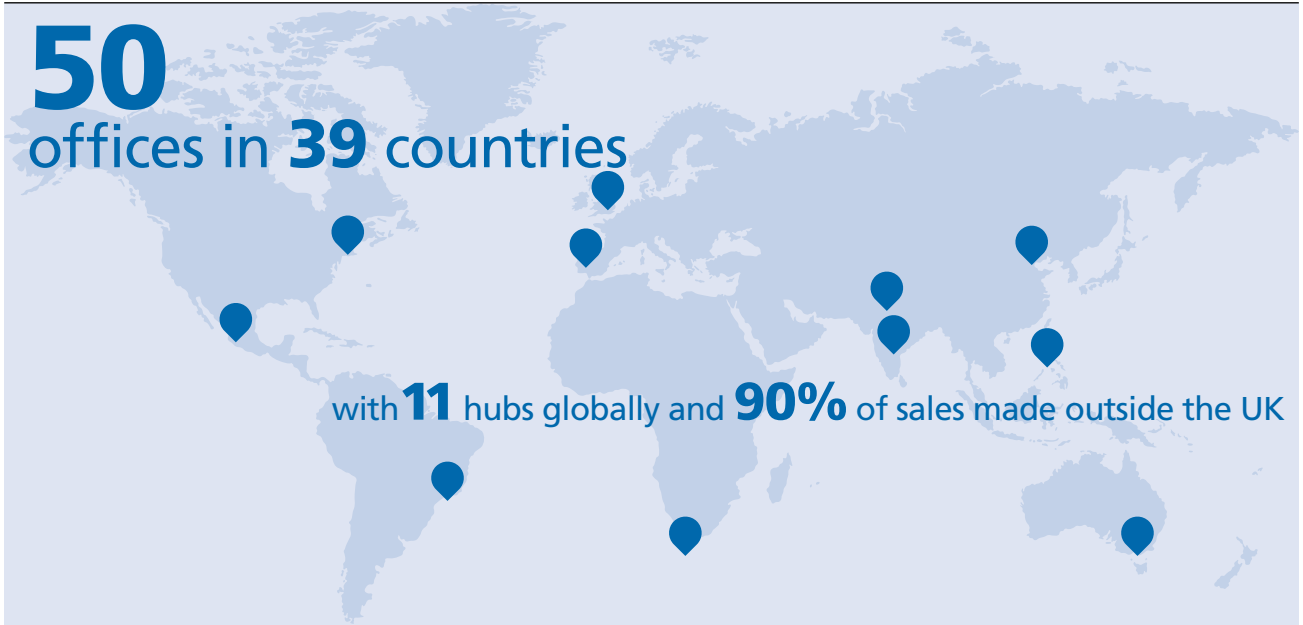 50
offices in 39 countries
with 11 hubs globally and 90% of sales made outside the UK